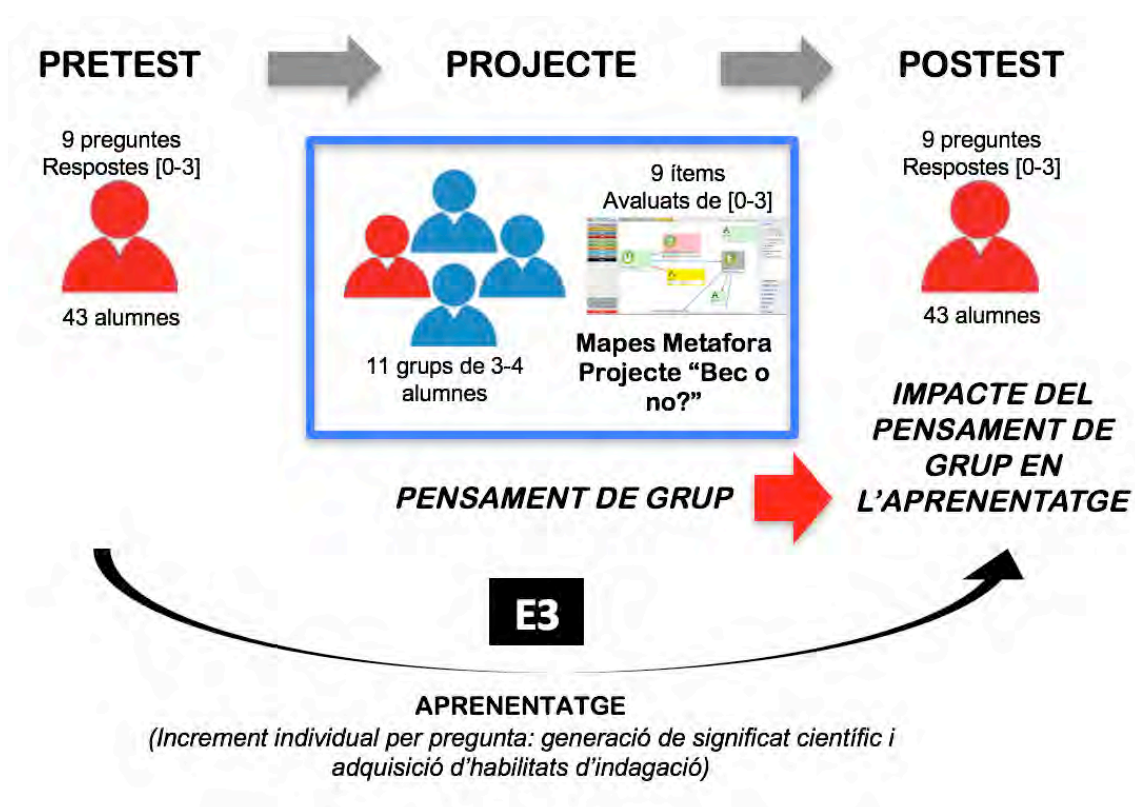 PRETEST
PROJECTE
POSTEST
9 preguntes
Respostes [0-3]
43 alumnes
11 grups de 3-4
alumnes
9 ítems
Avaluats de [0-3]
Mapes Metafora
Projecte “Bec o
no?”
9 preguntes
Respostes [0-3]
43 alumnes
PENSAMENT DE GRUP
IMPACTE DEL
PENSAMENT DE
GRUP EN
L’APRENENTATGE
E3
APRENENTATGE
(Increment individual per pregunta: generació de significat científic i
adquisició d’habilitats d’indagació)